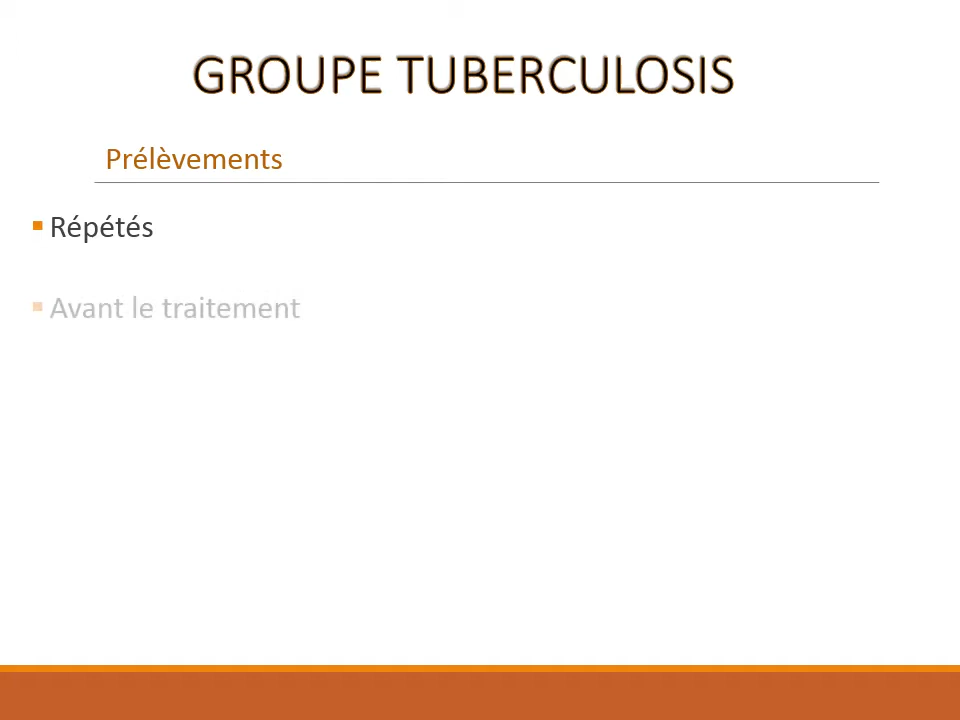 GROUPE TUBERCULOSIS
Prélèvements
Répétés
Avant le traitement